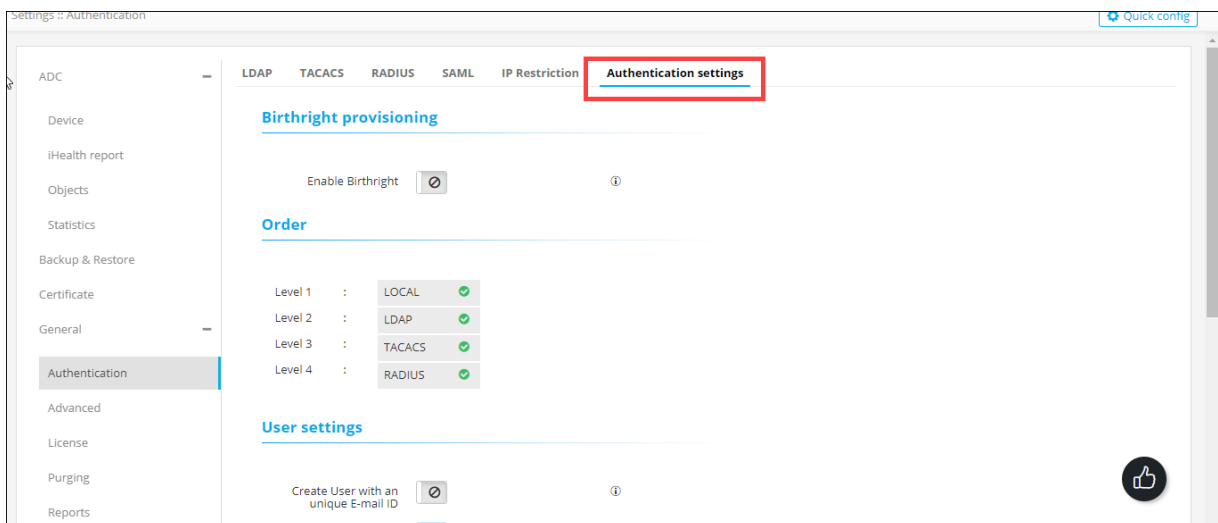 Settings :: Authentication
Quick config
ADC
Device
iHealth report
Objects
Statistics
Backup & Restore
Certificate
General
Authentication
Advanced
License
Purging
Reports
LDAP TACACS RADIUS SAML IP Restriction Authentication settings
Birthright provisioning
Enable Birthright
Order
Level 1 : LOCAL
Level 2 : LDAP
Level 3 : TACACS
Level 4 : RADIUS
User settings
Create User with an
unique E-mail ID